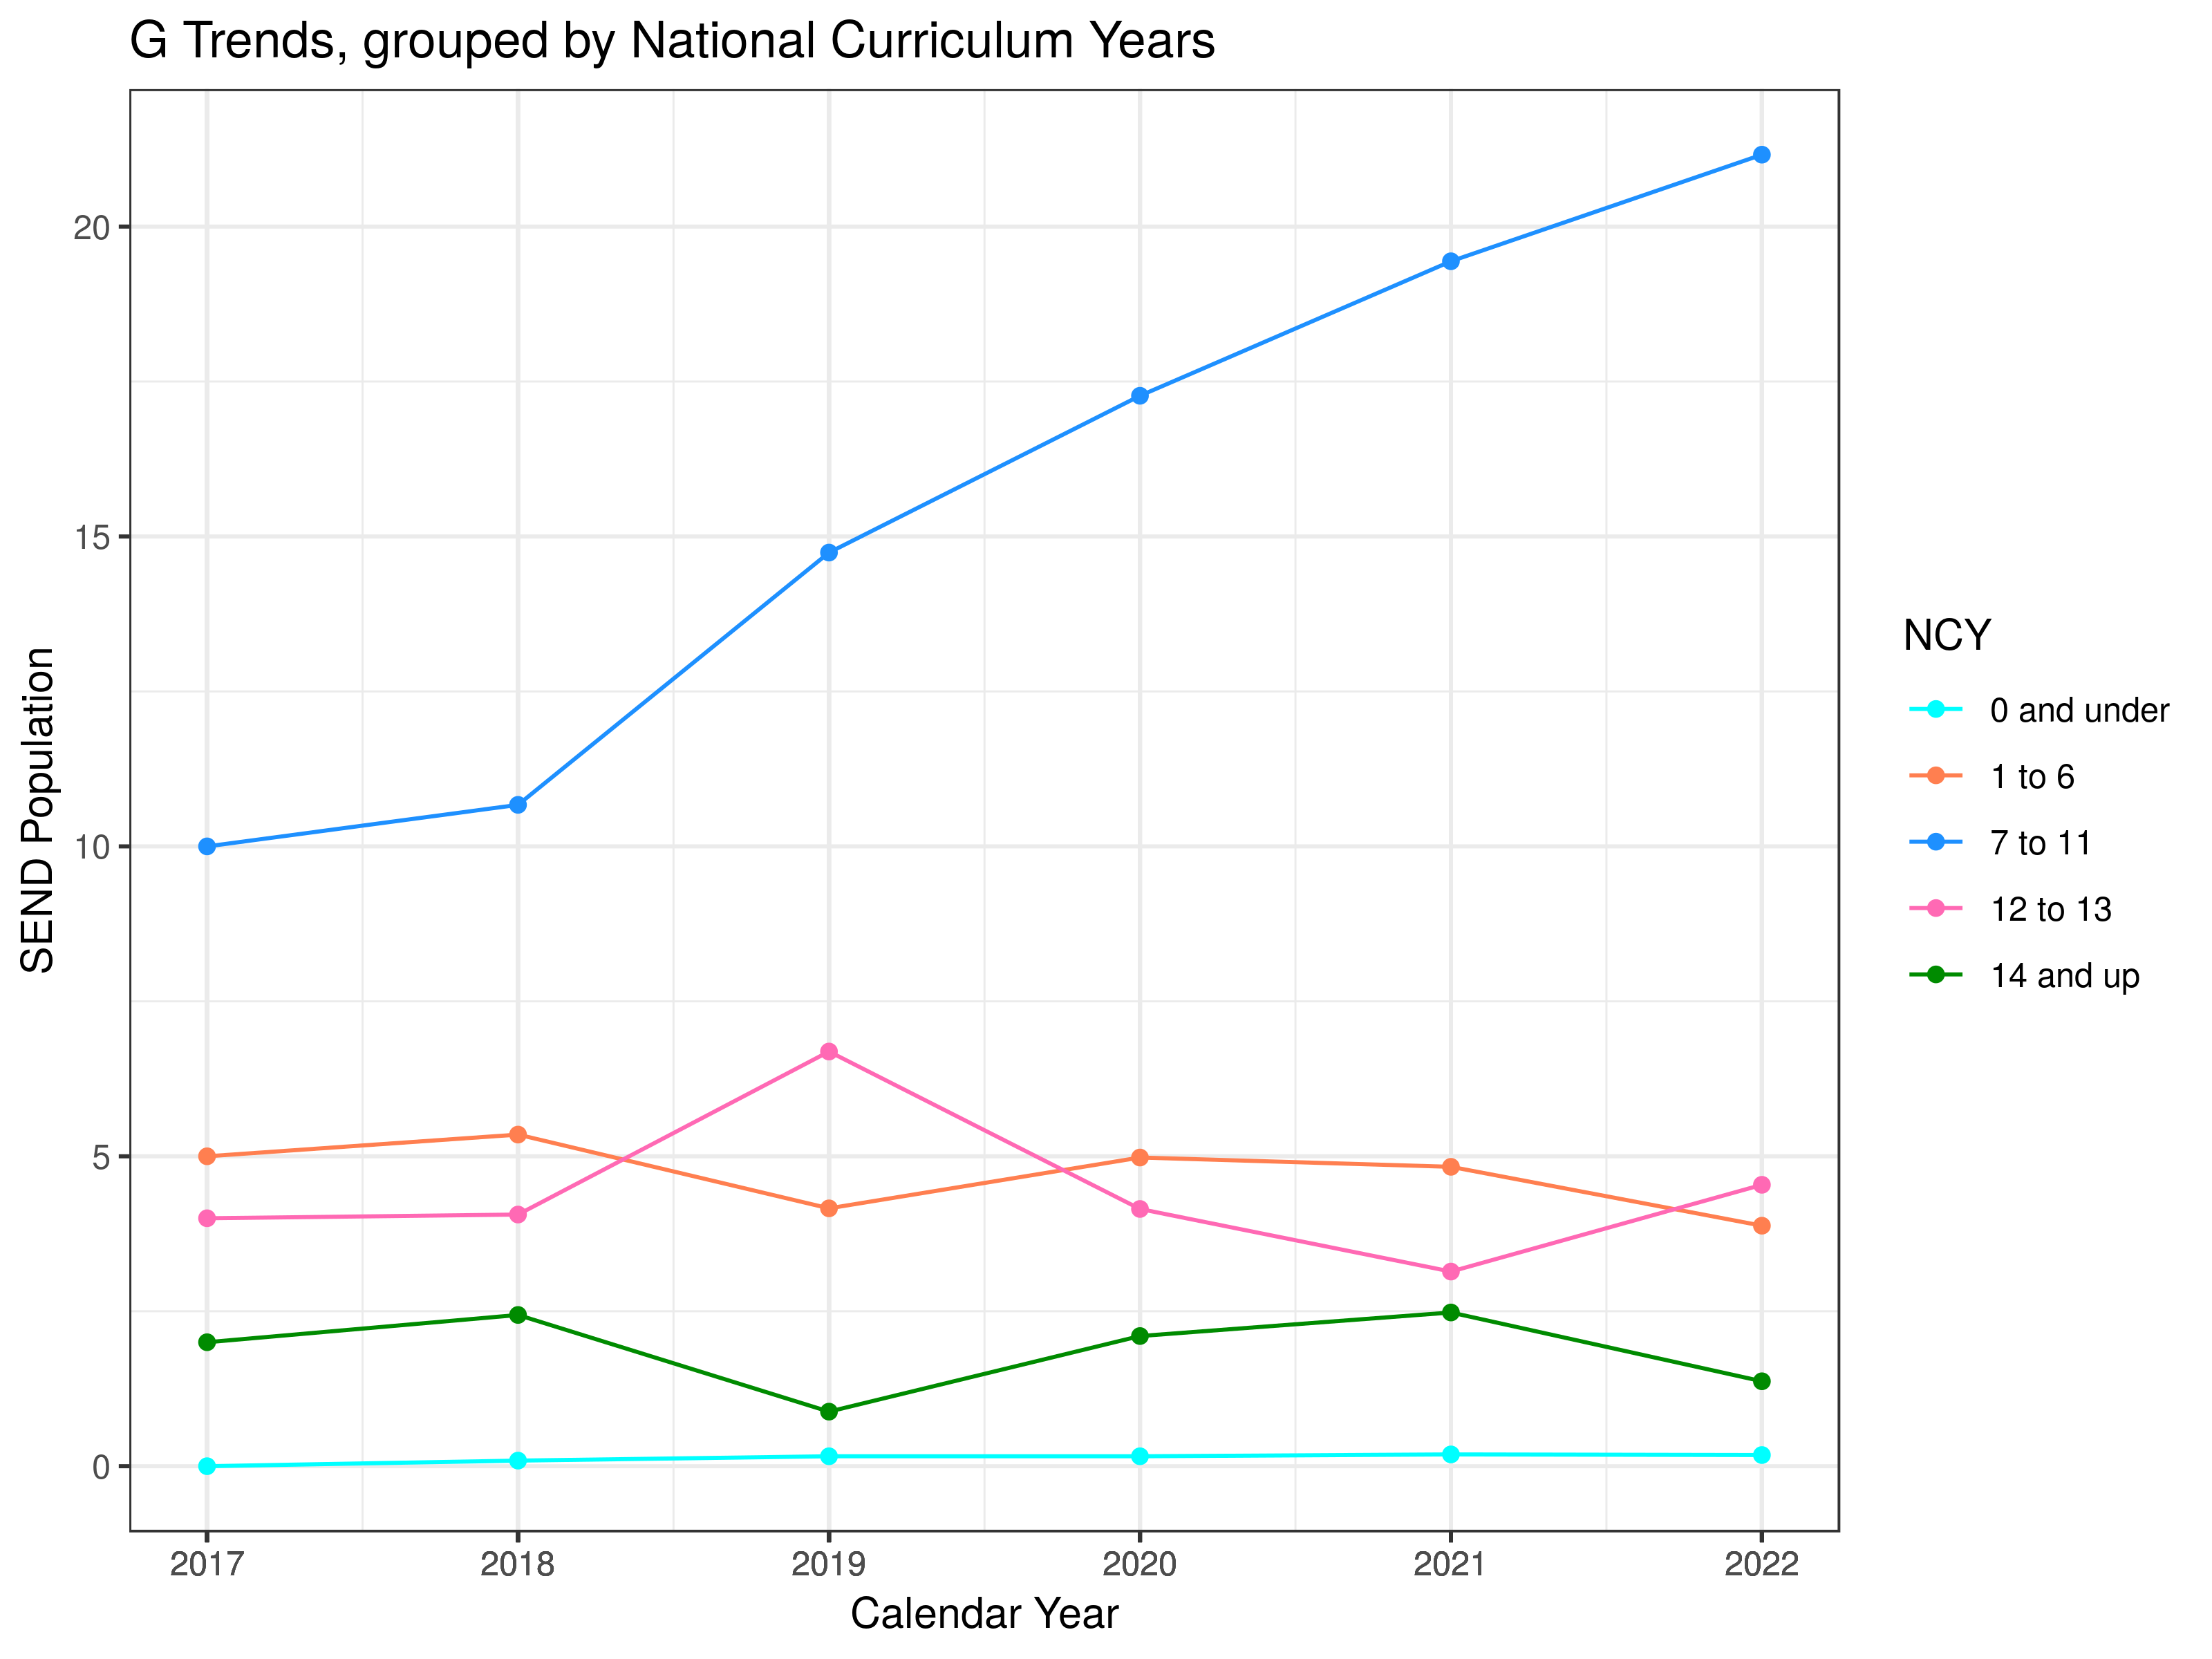 G Trends, grouped by National Curriculum Years
SEND Population
20
15
10
5
0
2017 2018 2019 2020 2021 2022
Calendar Year
NCY
0 and under
1 to 6
7 to 11
12 to 13
14 and up